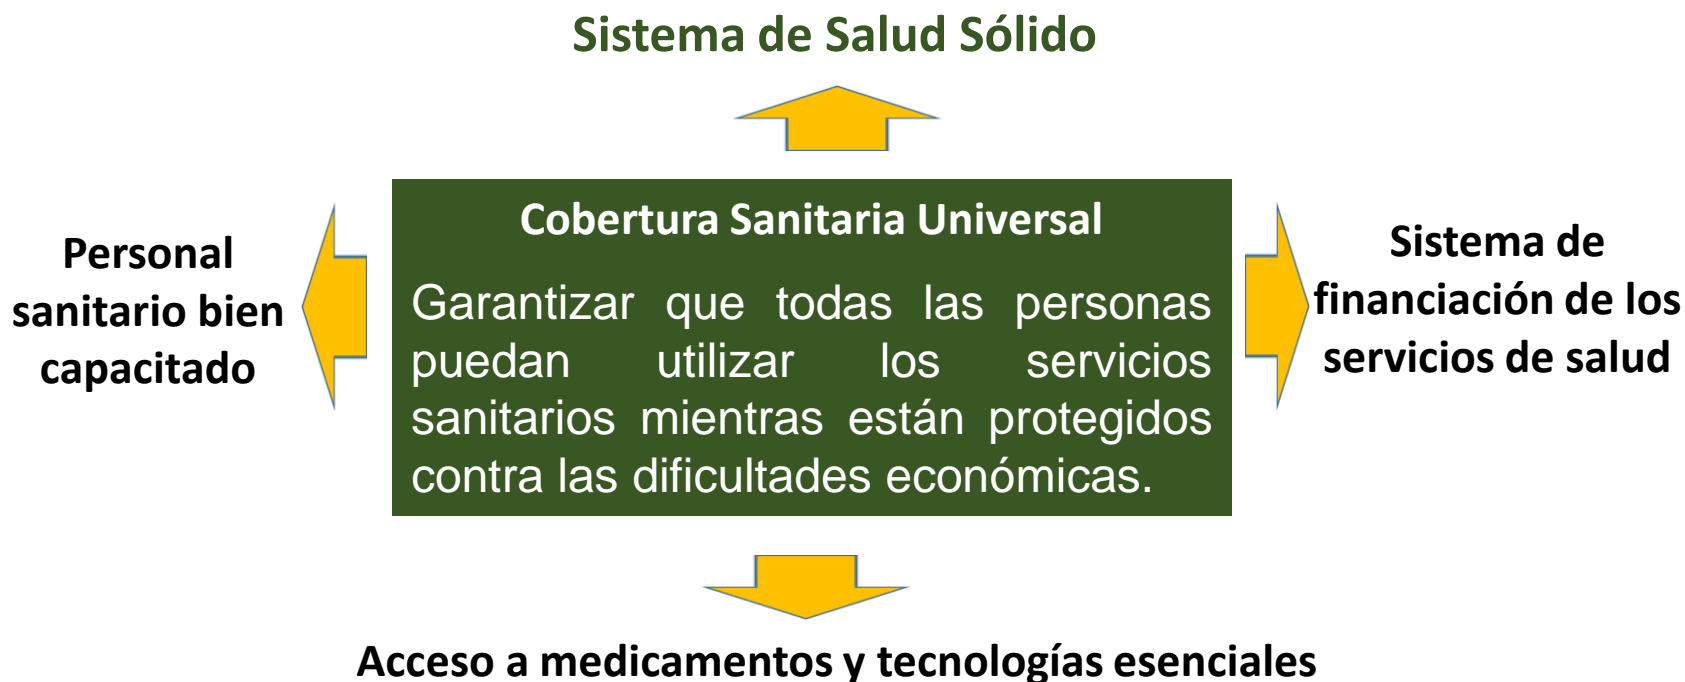 Sistema de Salud Sólido
Cobertura Sanitaria Universal
Garantizar que todas las personas
puedan utilizar los servicios
sanitarios mientras están protegidos
contra las dificultades económicas.
Personal
sanitario bien
capacitado
Sistema de
financiación de los
servicios de salud
Acceso a medicamentos y tecnologías esenciales